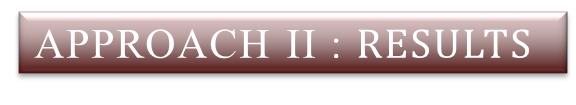 APPROACH II : RESULTS